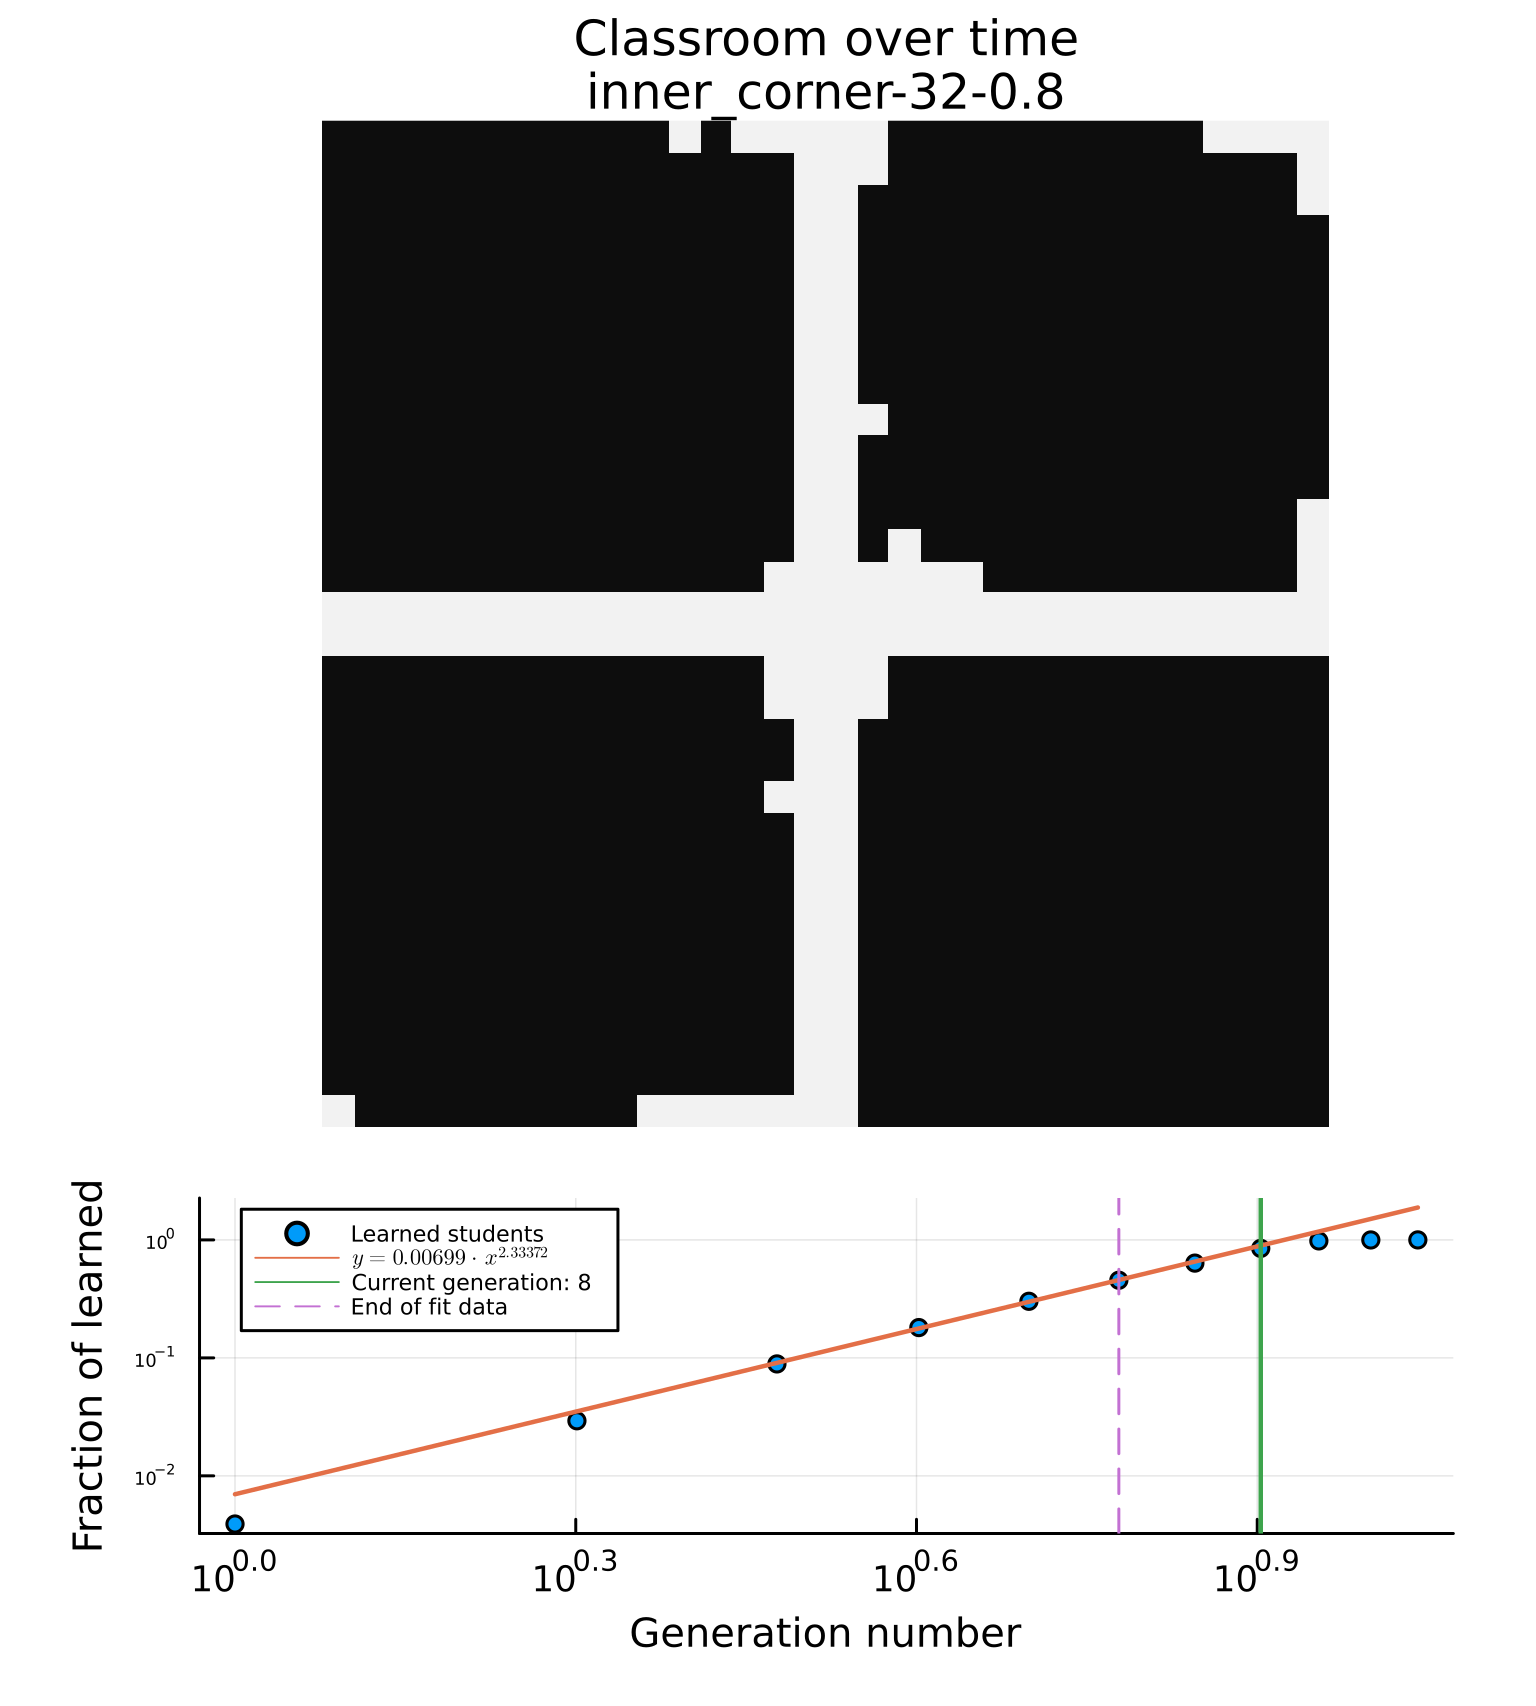 Classroom over time
inner_corner-32-0.8
Fraction of learned
10^0
10^-1
10^-2
Learned students
y = 0.00699 · x^2.33372
Current generation: 8
End of fit data
10^0.0 10^0.3 10^0.6 10^0.9
Generation number